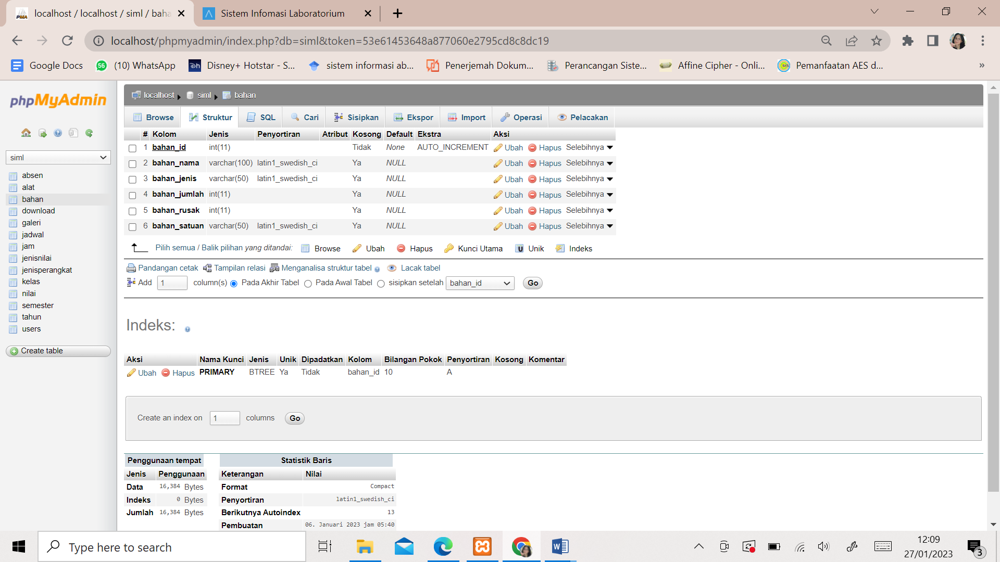 localhost / localhost / siml / baha
Sistem Infomasi Laboratorium
localhost/phpmyadmin/index.php?db=siml&token=53e61453648a877060e2795cd8c8dc19
Google Docs
56
(10) WhatsApp
Disney+ Hotstar - S...
sistem informasi ab...
Penerjemah Dokum...
Perancangan Siste...
Affine Cipher - Onli...
Pemanfaatan AES d...
»
phpMyAdmin
siml
absen
alat
bahan
download
galeri
jadwal
jam
jenisnilai
jenisperangkat
kelas
nilai
semester
tahun
users
Create table
localhost siml bahan
Browse Struktur SQL Cari Sisipkan Ekspor Import Operasi Pelacakan
# Kolom Jenis Penyortiran Atribut Kosong Default Ekstra Aksi
1 bahan_id int(11) Tidak None AUTO_INCREMENT Ubah Hapus Selebihnya
2 bahan_nama varchar(100) latin1_swedish_ci Ya NULL Ubah Hapus Selebihnya
3 bahan_jenis varchar(50) latin1_swedish_ci Ya NULL Ubah Hapus Selebihnya
4 bahan_jumlah int(11) Ya NULL Ubah Hapus Selebihnya
5 bahan_rusak int(11) Ya NULL Ubah Hapus Selebihnya
6 bahan_satuan varchar(50) latin1_swedish_ci Ya NULL Ubah Hapus Selebihnya
Pilih semua / Balik pilihan yang ditandai: Browse Ubah Hapus Kunci Utama Unik Indeks
Pandangan cetak Tampilan relasi Menganalisa struktur tabel Lacak tabel
Add 1 column(s) Pada Akhir Tabel Pada Awal Tabel sisipkan setelah bahan_id Go
Indeks:
Aksi Nama Kunci Jenis Unik Dipadatkan Kolom Bilangan Pokok Penyortiran Kosong Komentar
Ubah Hapus PRIMARY BTREE Ya Tidak bahan_id 10 A
Create an index on 1 columns Go
Penggunaan tempat
Jenis Penggunaan
Data 16,384 Bytes
Indeks 0 Bytes
Jumlah 16,384 Bytes
Statistik Baris
Keterangan Nilai
Format Compact
Penyortiran latin1_swedish_ci
Berikutnya Autoindex 13
Pembuatan 06. Januari 2023 jam 05:40
Type here to search
12:09
27/01/2023
3